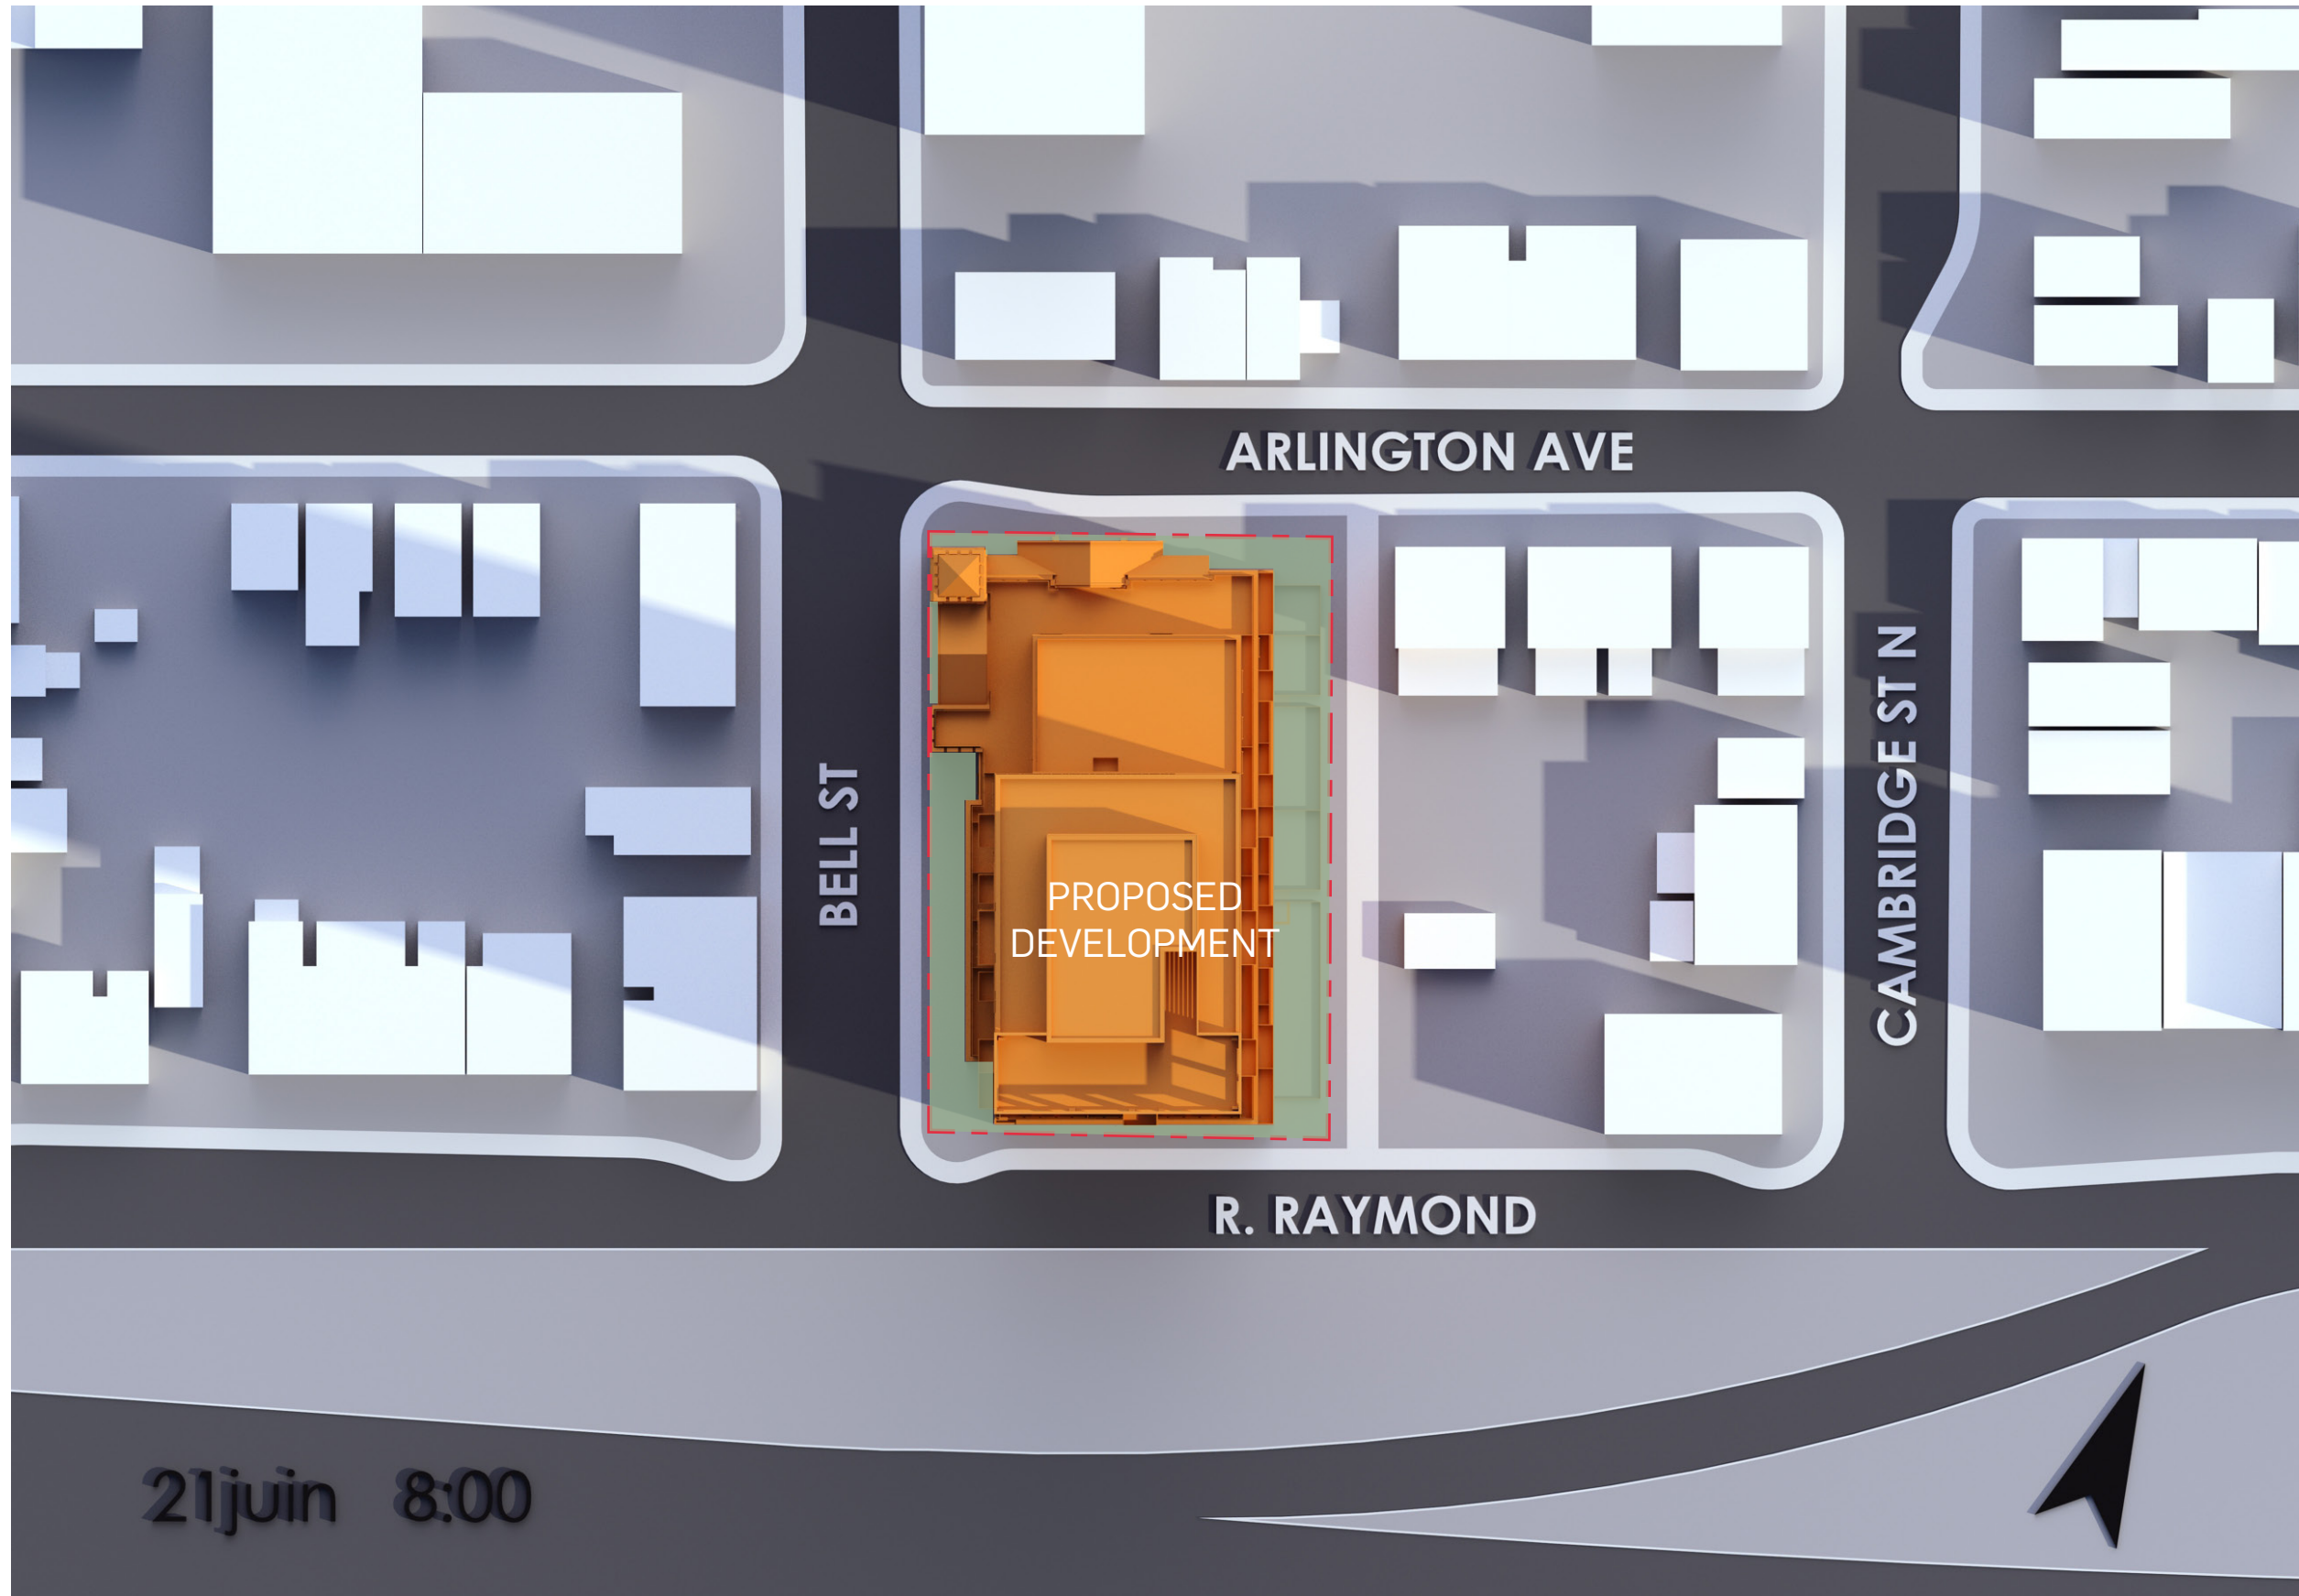 ARLINGTON AVE
CAMBRIDGE ST N
BELL ST
PROPOSED
DEVELOPMENT
R. RAYMOND
21juin 8:00